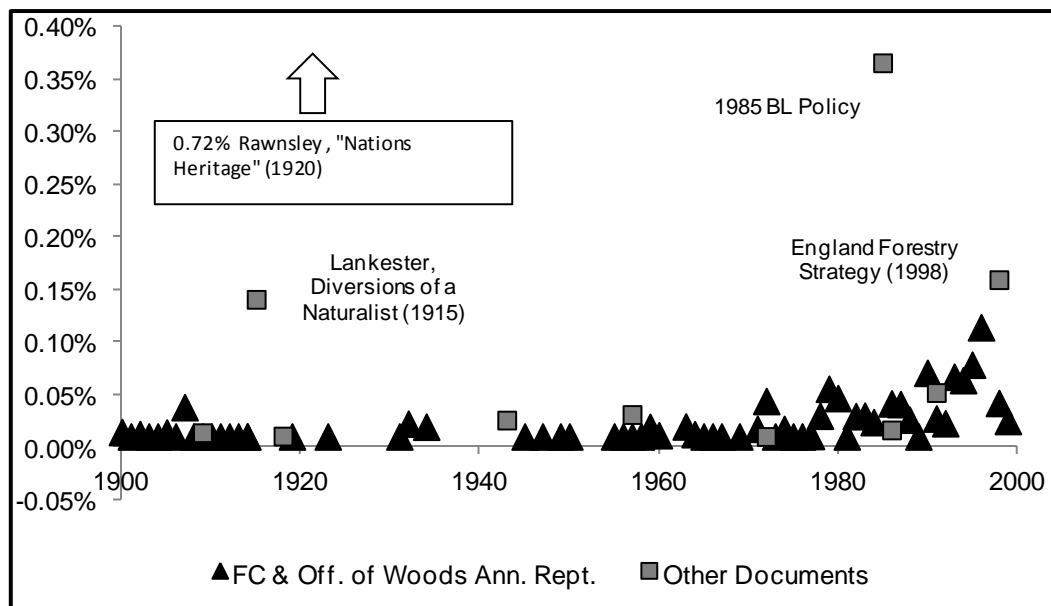 0.40%
0.35%
0.30%
0.25%
0.20%
0.15%
0.10%
0.05%
0.00%
-0.05%
0.72% Rawnsley, "Nations
Heritage" (1920)
1985 BL Policy
Lankester,
Diversions of a
Naturalist (1915)
England Forestry
Strategy (1998)
1900 1920 1940 1960 1980 2000
FC & Off. of Woods Ann. Rept. Other Documents